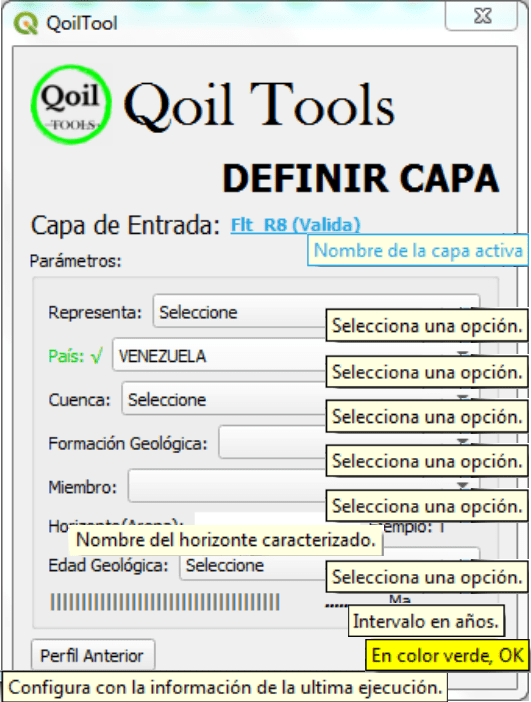 QoilTool
Qoil
TOOLS
Qoil Tools
DEFINIR CAPA
Capa de Entrada: Flt_R8 (Valida)
Nombre de la capa activa
Parámetros:
Representa: Seleccione
Selecciona una opción.
País: √ VENEZUELA
Selecciona una opción.
Cuenca: Seleccione
Selecciona una opción.
Formación Geológica:
Selecciona una opción.
Miembro:
Selecciona una opción.
Horizonte(Arena): Ejemplo:
Nombre del horizonte caracterizado.
Edad Geológica: Seleccione
Selecciona una opción.
Ma
Intervalo en años.
Perfil Anterior
En color verde, OK
Configura con la información de la ultima ejecución.